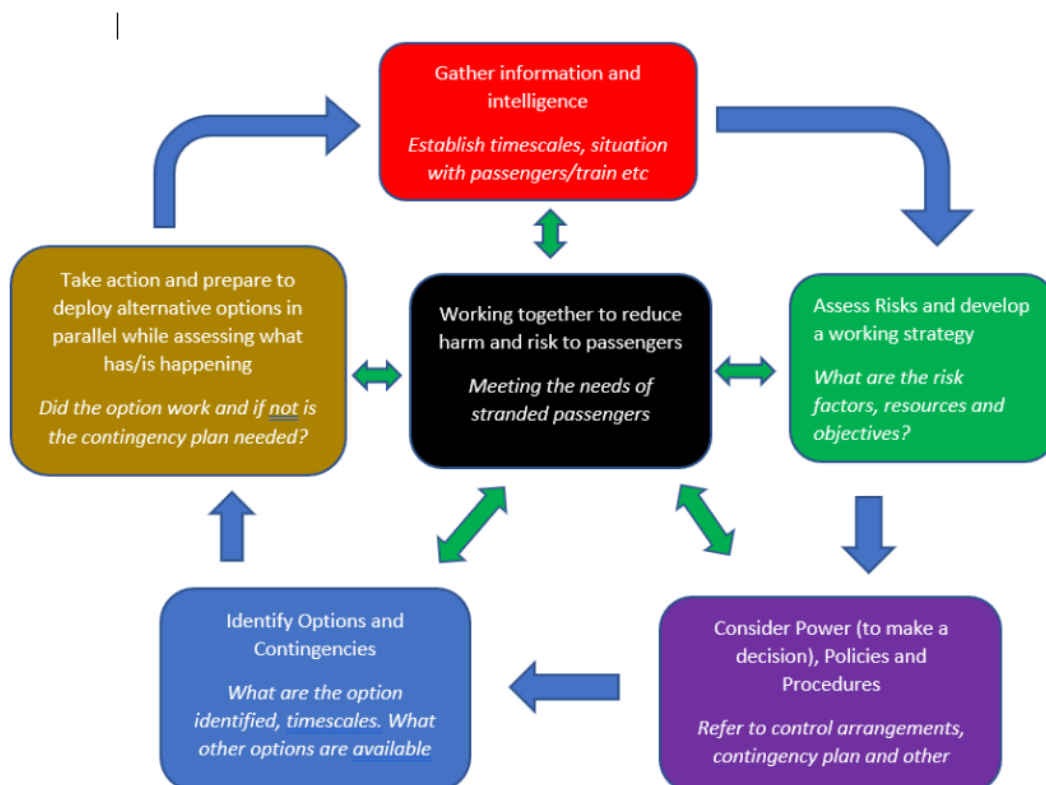 Gather information and
intelligence
Establish timescales, situation
with passengers/train etc
Take action and prepare to
deploy alternative options in
parallel while assessing what
has/is happening
Did the option work and if not is
the contingency plan needed?
Working together to reduce
harm and risk to passengers
Meeting the needs of
stranded passengers
Assess Risks and develop
a working strategy
What are the risk
factors, resources and
objectives?
Identify Options and
Contingencies
What are the option
identified, timescales. What
other options are available
Consider Power (to make a
decision), Policies and
Procedures
Refer to control arrangements,
contingency plan and other